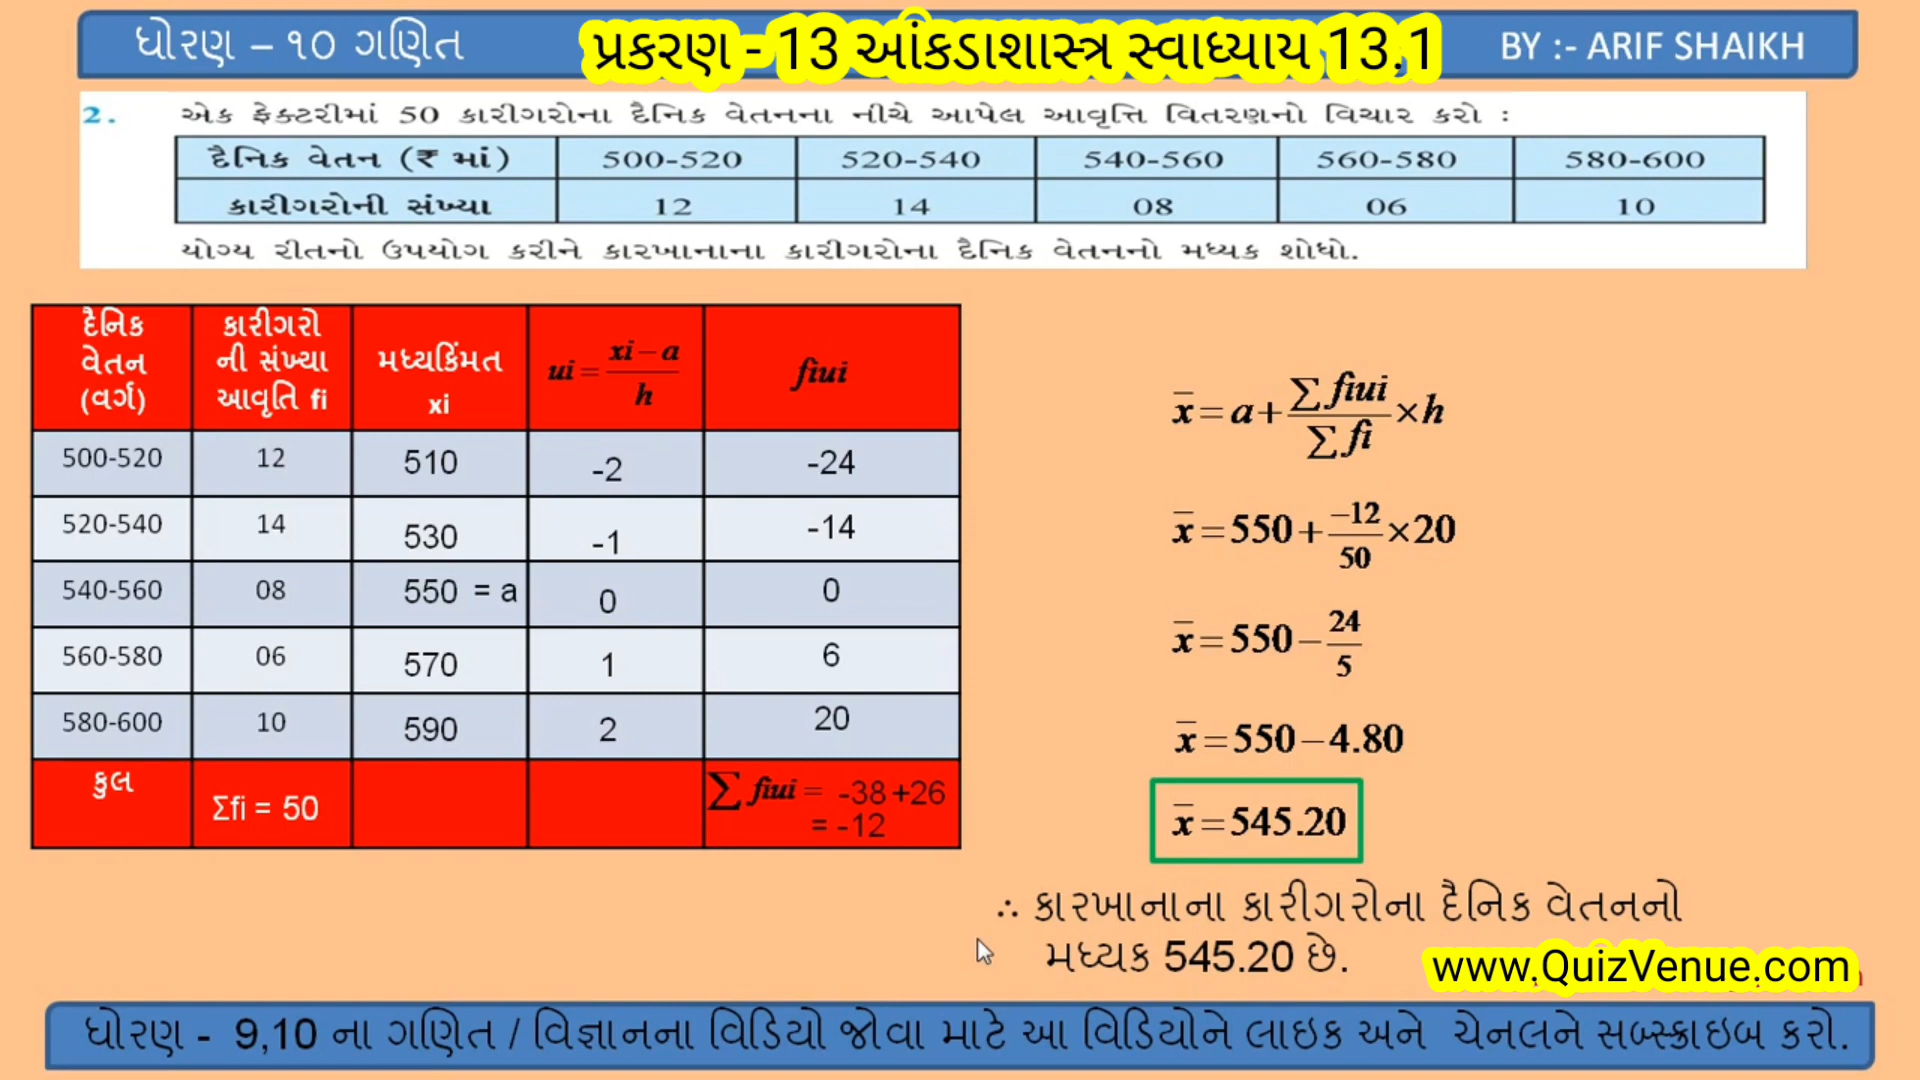 ધોરણ – ૧૦ ગણિત
પ્રકરણ - 13 આંકડાશાસ્ત્ર સ્વાધ્યાય 13.1
BY :- ARIF SHAIKH
2. એક ફેક્ટરીમાં 50 કારીગરોના દૈનિક વેતનના નીચે આપેલ આવૃત્તિ વિતરણનો વિચાર કરો :
દૈનિક વેતન (₹ માં) 500-520 520-540 540-560 560-580 580-600
કારીગરોની સંખ્યા 12 14 08 06 10
યોગ્ય રીતનો ઉપયોગ કરીને કારખાનાના કારીગરોના દૈનિક વેતનનો મધ્યક શોધો.
દૈનિક
વેતન
(વર્ગ)
કારીગરો
ની સંખ્યા
આવૃતિ fi
મધ્યકિંમત
xi
ui = xi – a / h
fiui
500-520 12 510 -2 -24
520-540 14 530 -1 -14
540-560 08 550 = a 0 0
560-580 06 570 1 6
580-600 10 590 2 20
કુલ Σfi = 50 ∑ fiui = -38 +26
= -12
x̄ = a + ∑ fiui / ∑ fi × h
x̄ = 550 + –12 / 50 × 20
x̄ = 550 – 24 / 5
x̄ = 550 – 4.80
x̄ = 545.20
∴ કારખાનાના કારીગરોના દૈનિક વેતનનો
મધ્યક 545.20 છે.
www.QuizVenue.com
ધોરણ - 9,10 ના ગણિત / વિજ્ઞાનના વિડિયો જોવા માટે આ વિડિયોને લાઇક અને ચેનલને સબ્સ્ક્રાઇબ કરો.